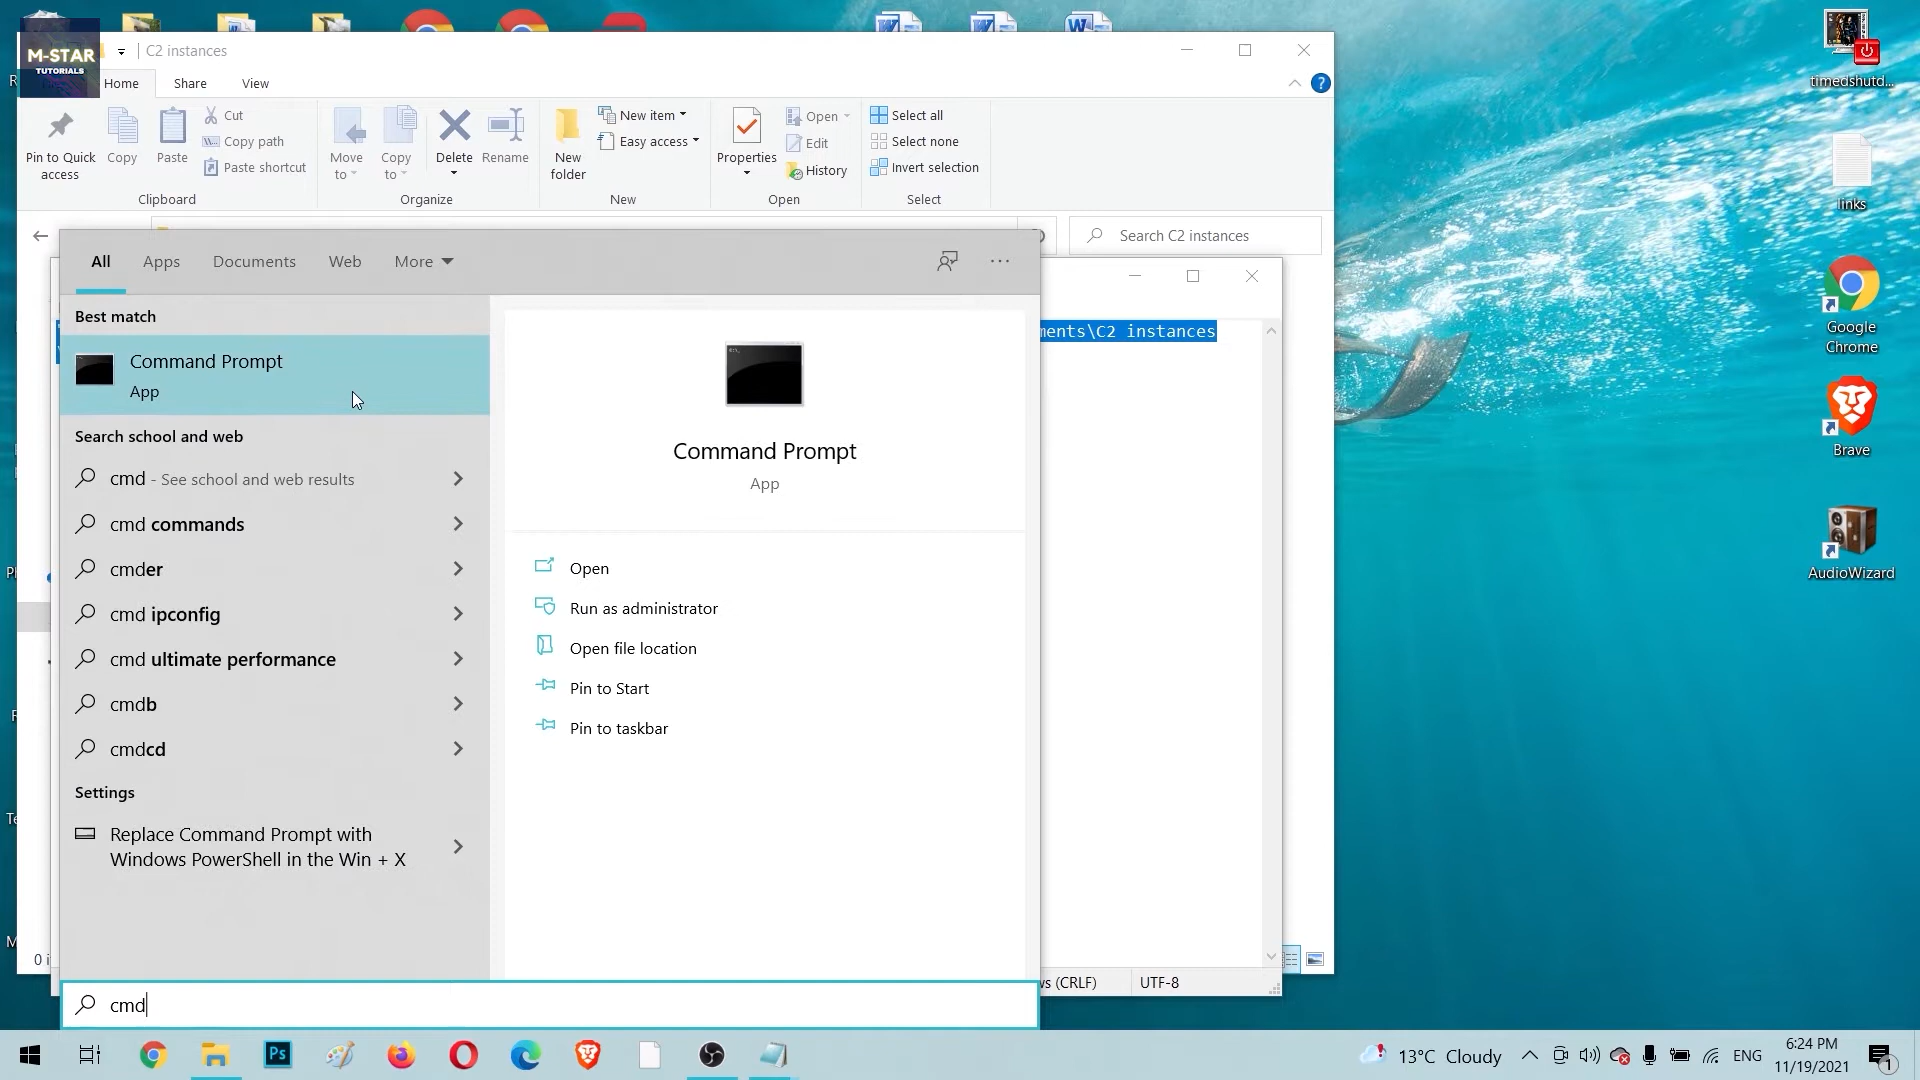 M-STAR
TUTORIALS
C2 instances
Home
Share
View
Pin to Quick
access
Copy
Paste
Cut
Copy path
Paste shortcut
Clipboard
Move
to
Copy
to
Delete
Rename
Organize
New
folder
New item
Easy access
New
Properties
Open
Edit
History
Open
Select all
Select none
Invert selection
Select
Search C2 instances
ments\C2 instances
All
Apps
Documents
Web
More
Best match
Command Prompt
App
Search school and web
cmd - See school and web results
cmd commands
cmder
cmd ipconfig
cmd ultimate performance
cmdb
cmdcd
Settings
Replace Command Prompt with
Windows PowerShell in the Win + X
Command Prompt
App
Open
Run as administrator
Open file location
Pin to Start
Pin to taskbar
cmd
(CRLF)
UTF-8
timedshutd...
links
Google
Chrome
Brave
AudioWizard
Ps
13°C Cloudy
ENG
6:24 PM
11/19/2021
1